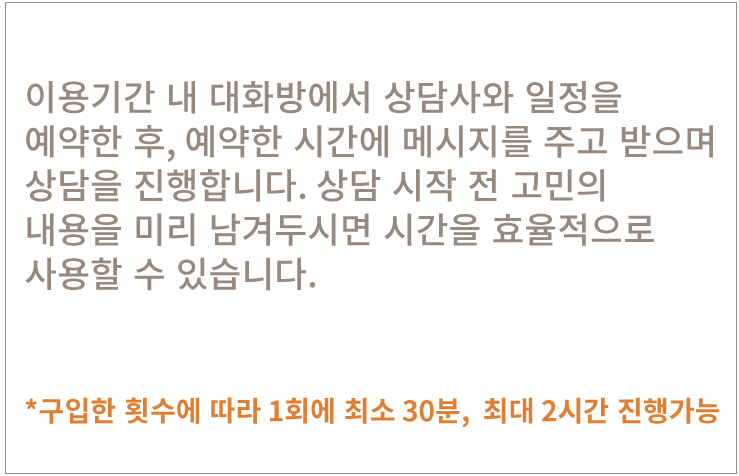 이용기간 내 대화방에서 상담사와 일정을
예약한 후, 예약한 시간에 메시지를 주고 받으며
상담을 진행합니다. 상담 시작 전 고민의
내용을 미리 남겨두시면 시간을 효율적으로
사용할 수 있습니다.
*구입한 횟수에 따라 1회에 최소 30분, 최대 2시간 진행가능